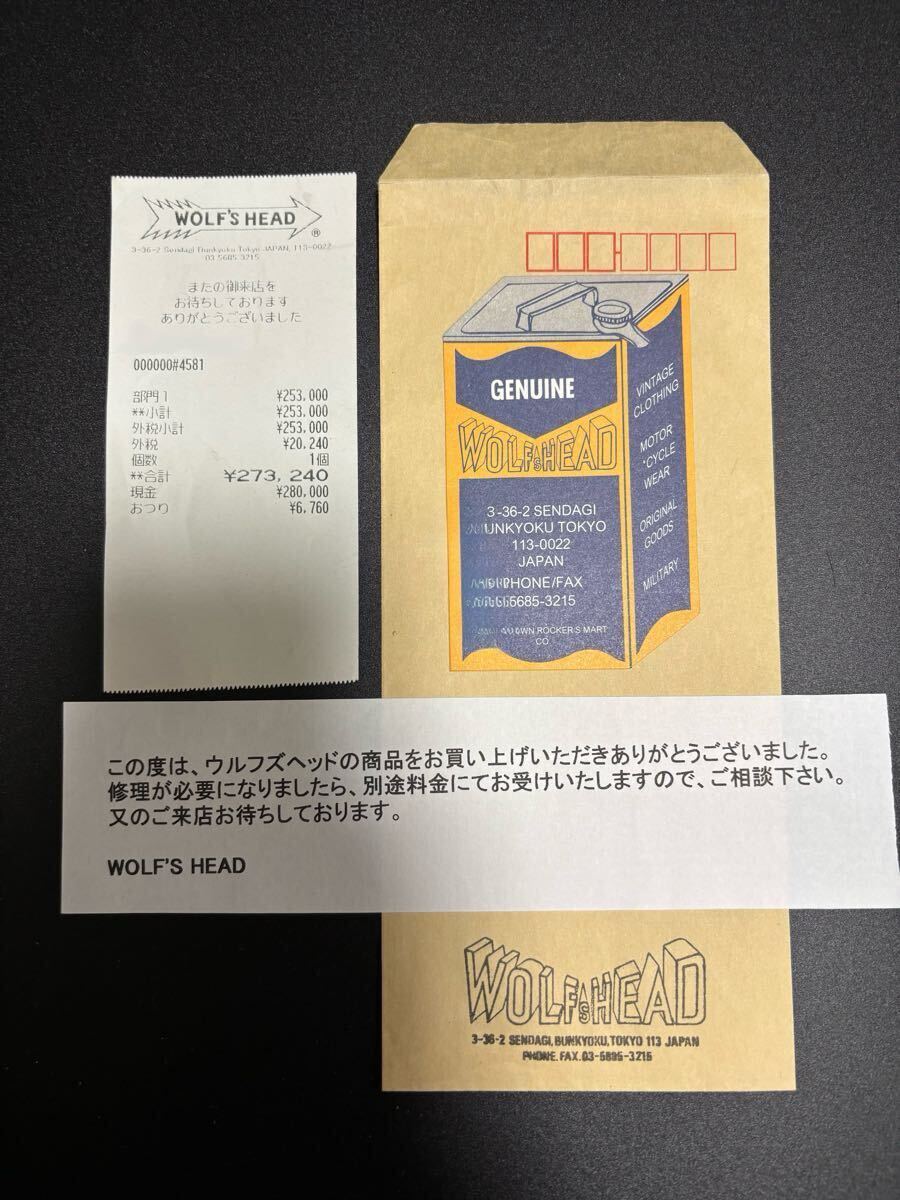 WOLF'S HEAD
®
3-36-2 Sendagi Bunkyoku Tokyo JAPAN, 113-0022
03 5685 3215
またの御来店を
お待ちしております
ありがとうございました
000000#4581
部門1 ¥253,000
**小計 ¥253,000
外税小計 ¥253,000
外税 ¥20,240
個数 1個
**合計 ¥273,240
現金 ¥280,000
おつり ¥6,760
GENUINE
WOLF'S HEAD
3-36-2 SENDAGI
UNKYOKU TOKYO
113-0022
JAPAN
PHONE/FAX
5685-3215
WN ROCKER'S MART
CO
VINTAGE
CLOTHING
MOTOR
CYCLE
WEAR
ORIGINAL
GOODS
MILITARY
この度は、ウルフズヘッドの商品をお買い上げいただきありがとうございました。
修理が必要になりましたら、別途料金にてお受けいたしますので、ご相談下さい。
又のご来店お待ちしております。
WOLF'S HEAD
WOLF'S HEAD
3-36-2 SENDAGI, BUNKYOKU, TOKYO 113 JAPAN
PHONE. FAX. 03-5685-3215